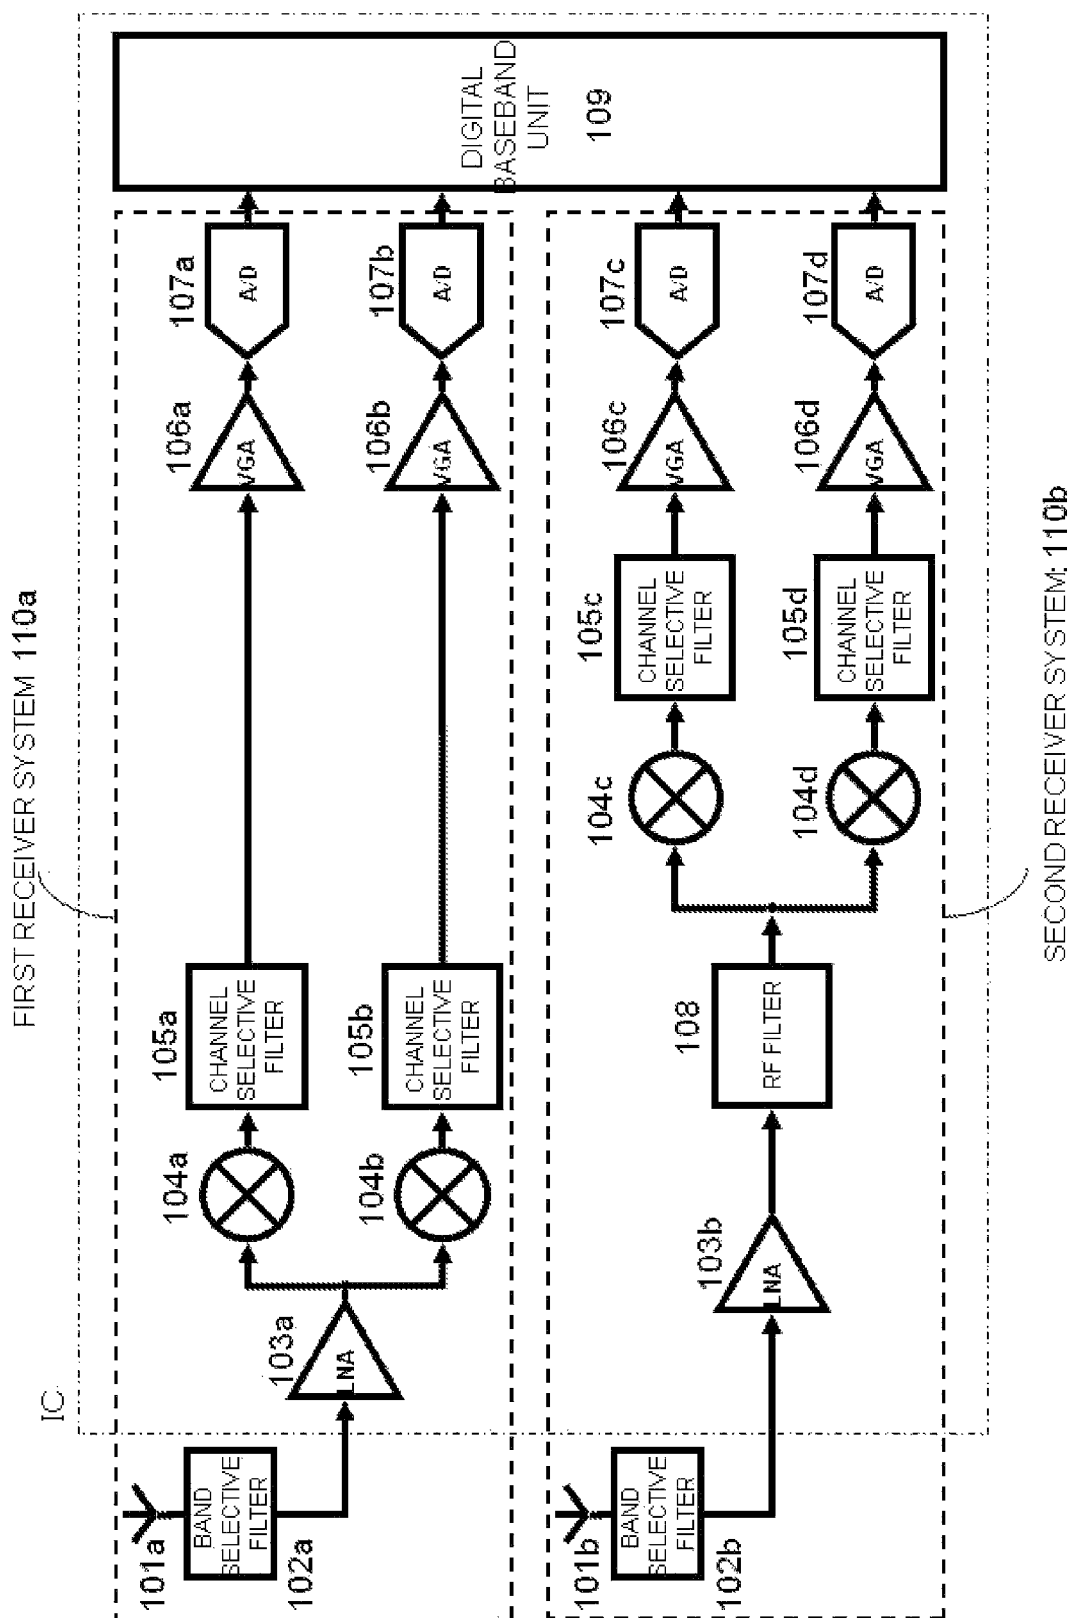 FIRST RECEIVER SYSTEM 110a
IC
101a
BAND
SELECTIVE
FILTER
102a
103a
LNA
104a
104b
105a
CHANNEL
SELECTIVE
FILTER
105b
CHANNEL
SELECTIVE
FILTER
106a
VGA
106b
VGA
107a
A/D
107b
A/D
DIGITAL
BASEBAND
UNIT
109
101b
BAND
SELECTIVE
FILTER
102b
103b
LNA
108
RF FILTER
104c
104d
105c
CHANNEL
SELECTIVE
FILTER
105d
CHANNEL
SELECTIVE
FILTER
106c
VGA
106d
VGA
107c
A/D
107d
A/D
SECOND RECEIVER SYSTEM: 110b